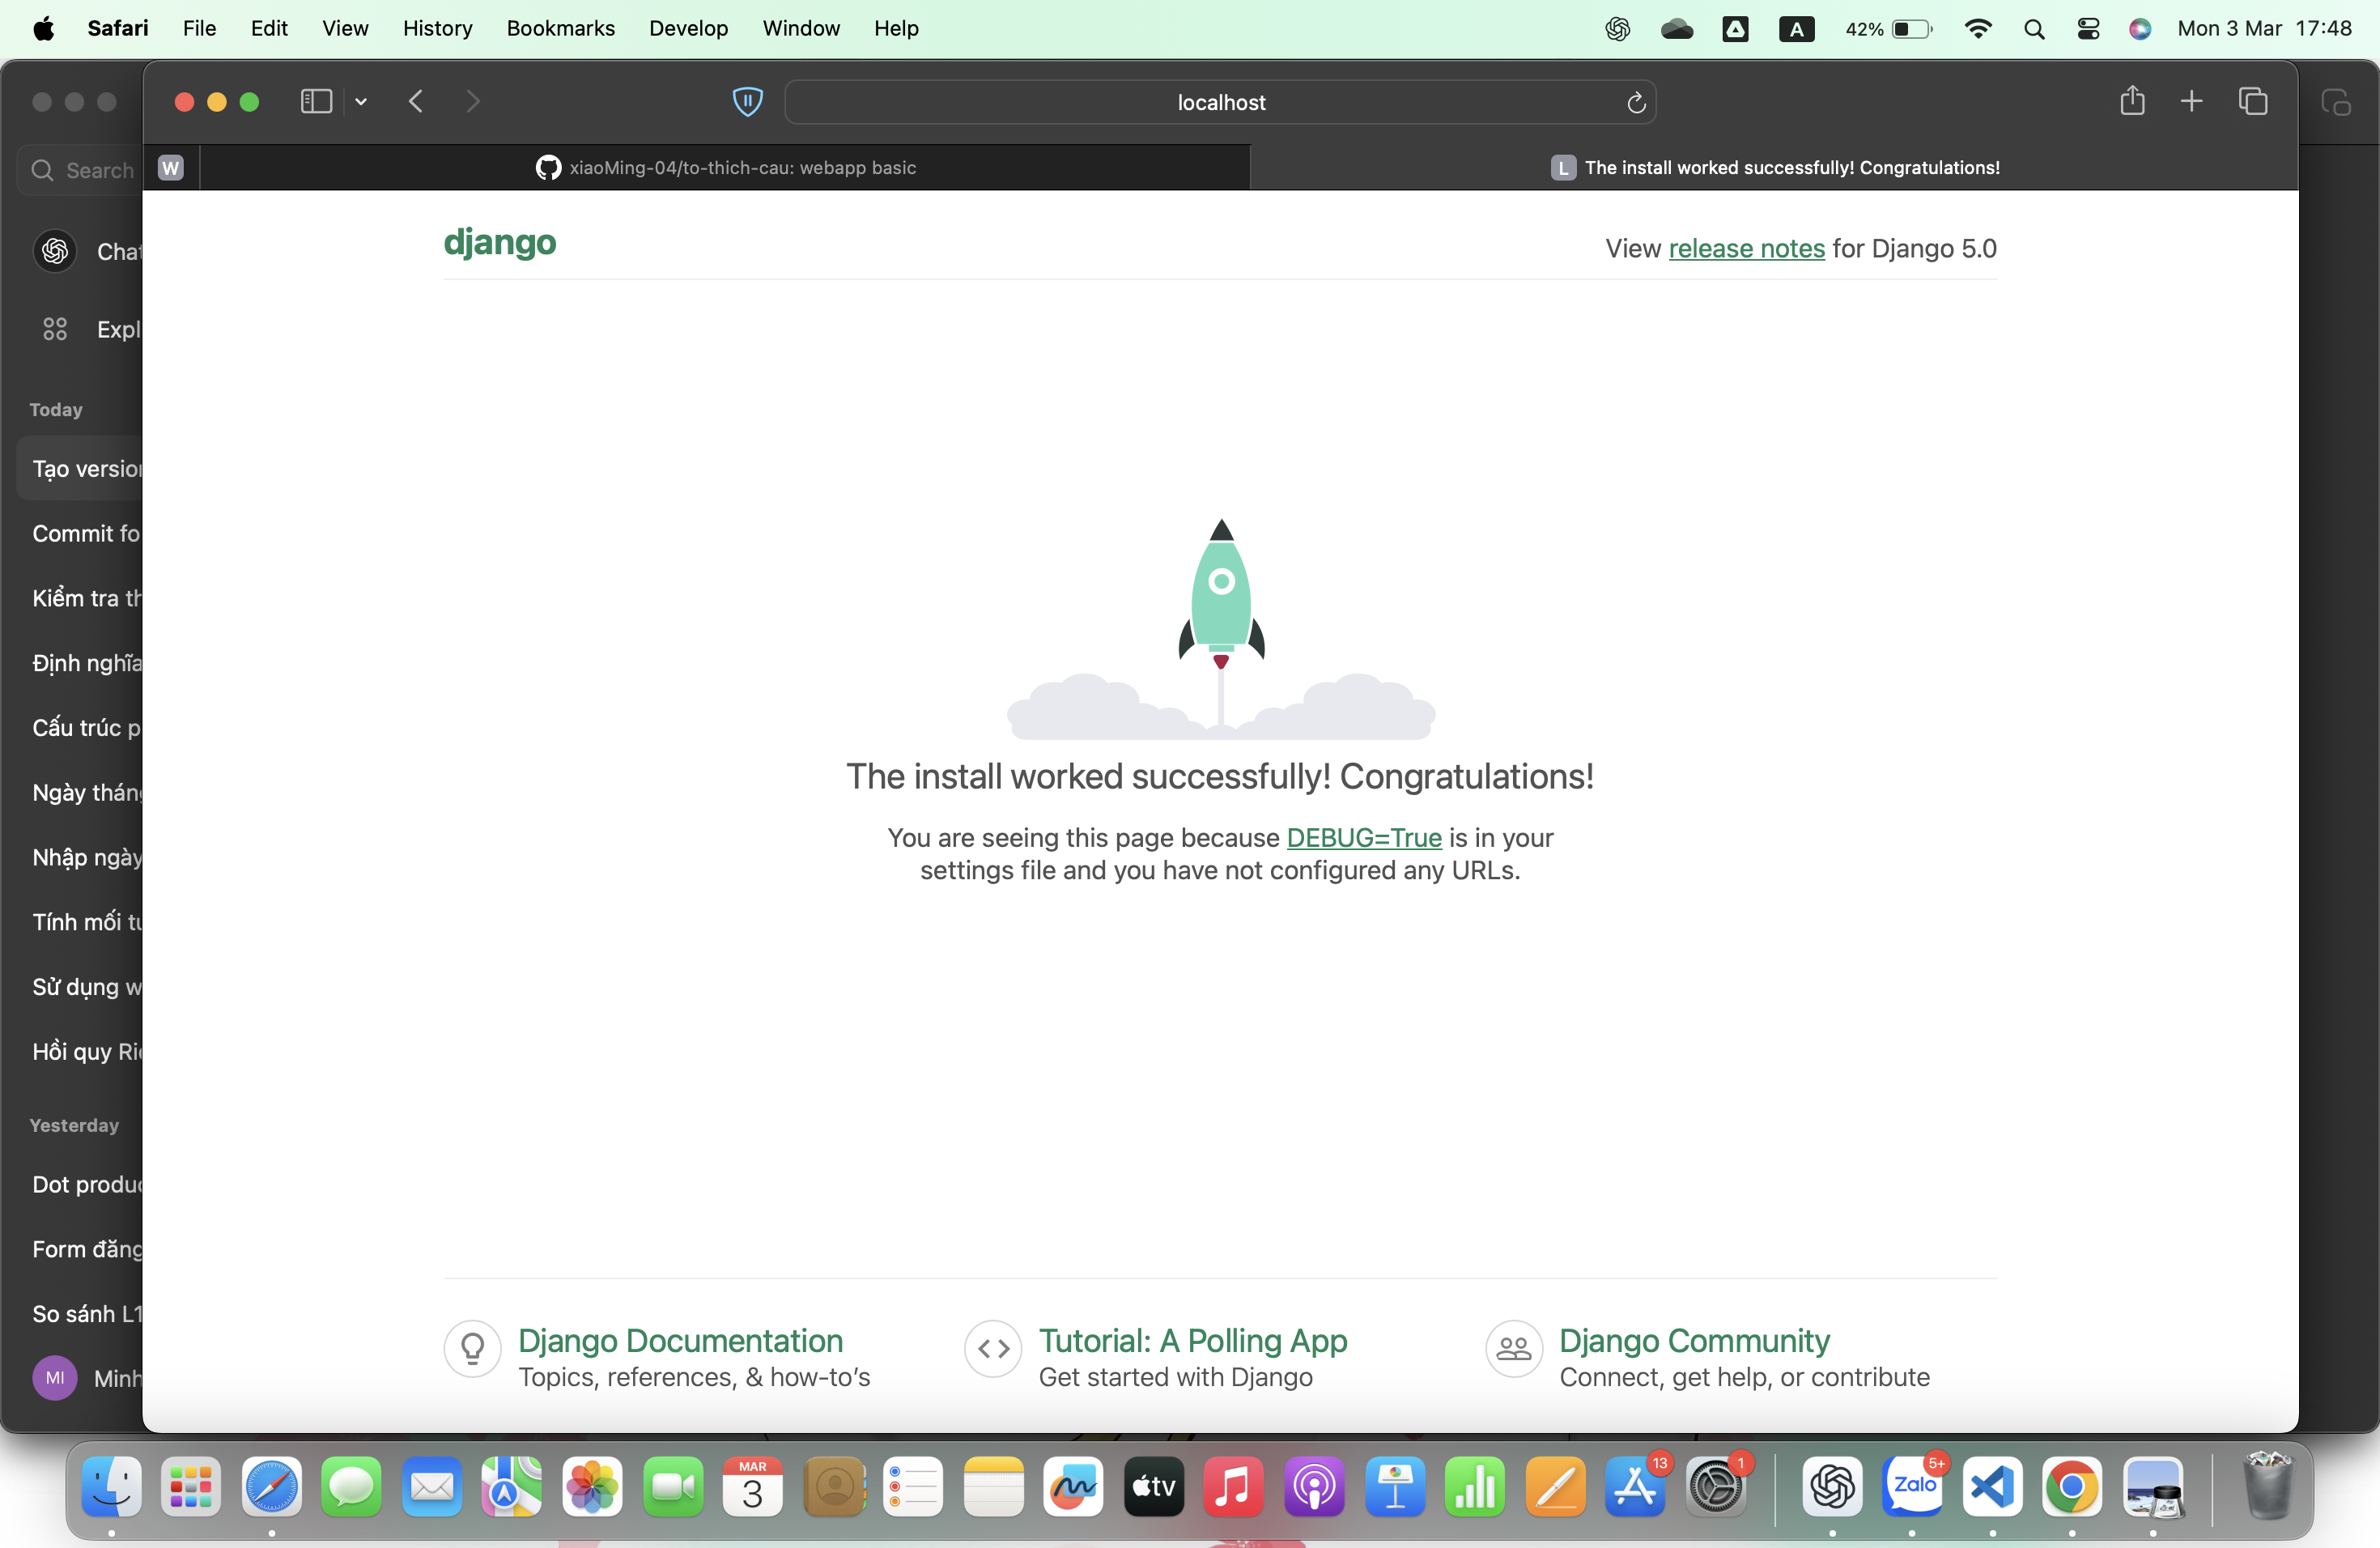 Safari File Edit View History Bookmarks Develop Window Help A 42% Mon 3 Mar 17:48
localhost
Search
W xiaoMing-04/to-thich-cau: webapp basic L The install worked successfully! Congratulations!
django
View release notes for Django 5.0
Chat
Expl
Today
Tạo version
Commit fo
Kiểm tra th
Định nghĩa
Cấu trúc p
Ngày tháng
Nhập ngày
Tính mối tư
Sử dụng w
Hồi quy Rid
Yesterday
Dot produc
Form đăng
So sánh L1
MI Minh
The install worked successfully! Congratulations!
You are seeing this page because DEBUG=True is in your
settings file and you have not configured any URLs.
Django Documentation
Topics, references, & how-to’s
Tutorial: A Polling App
Get started with Django
Django Community
Connect, get help, or contribute
MAR
3
tv
13
1
Zalo
5+